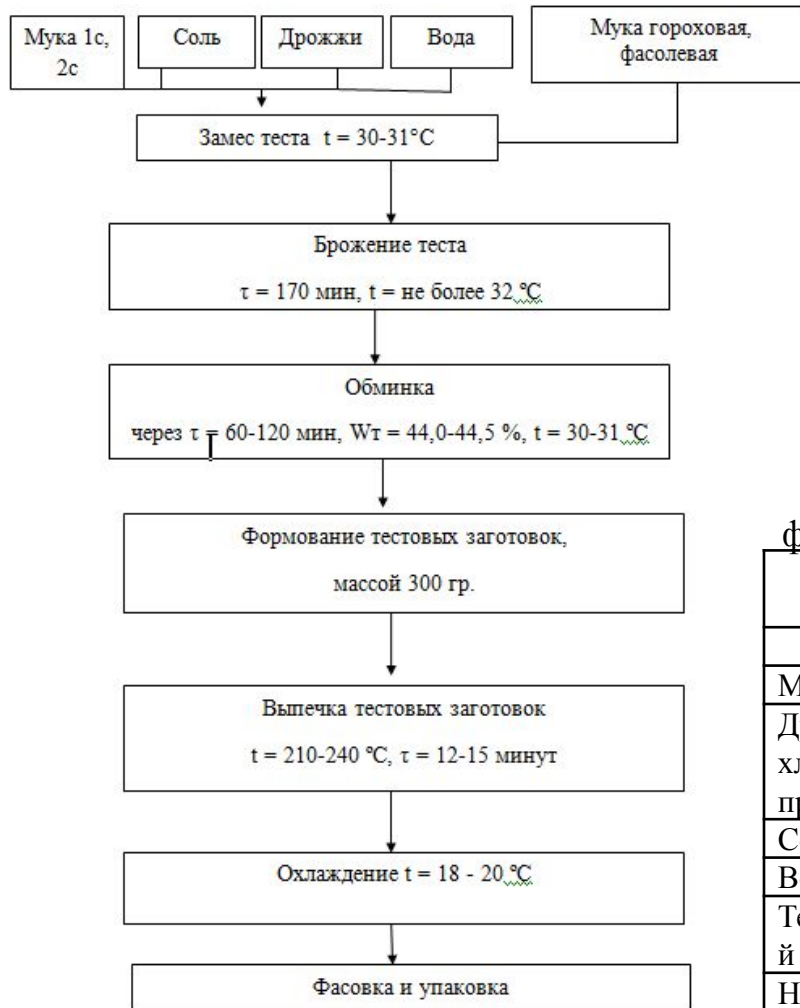 Мука 1с,
2с
Соль
Дрожжи
Вода
Мука гороховая,
фасолевая
Замес теста t = 30-31°C
Брожение теста
τ = 170 мин, t = не более 32 °C
Обминка
через τ = 60-120 мин, Wт = 44,0-44,5 %, t = 30-31 °C
Формование тестовых заготовок,
массой 300 гр.
Выпечка тестовых заготовок
t = 210-240 °C, τ = 12-15 минут
Охлаждение t = 18 - 20 °C
Фасовка и упаковка
й